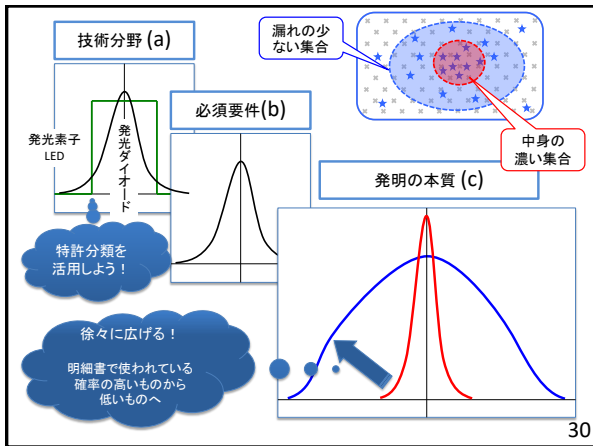 技術分野 (a)
発光素子
LED
発光ダイオード
特許分類を
活用しよう！
必須要件(b)
漏れの少
ない集合
中身の
濃い集合
発明の本質 (c)
徐々に広げる！
明細書で使われている
確率の高いものから
低いものへ
30